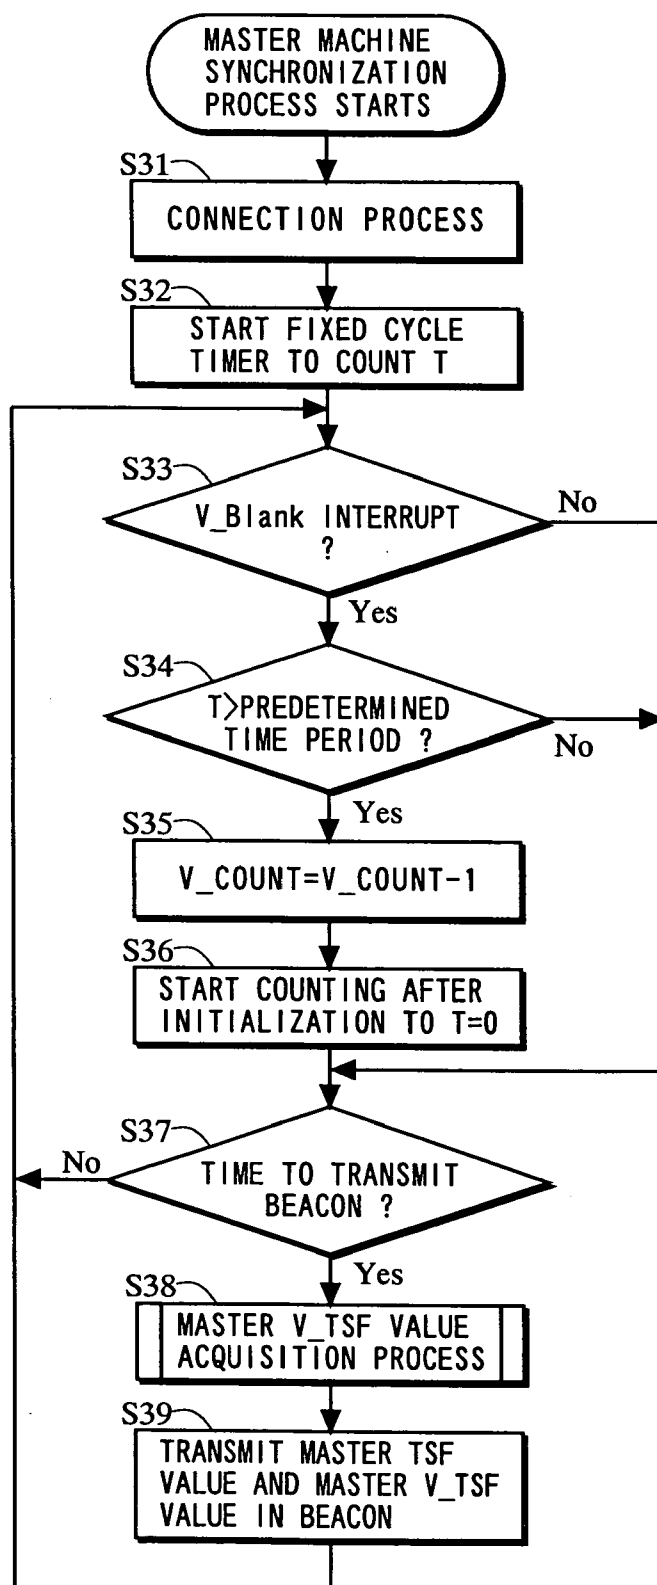 MASTER MACHINE
SYNCHRONIZATION
PROCESS STARTS
S31
CONNECTION PROCESS
S32
START FIXED CYCLE
TIMER TO COUNT T
S33
V_Blank INTERRUPT
?
No
Yes
S34
T>PREDETERMINED
TIME PERIOD ?
No
Yes
S35
V_COUNT=V_COUNT-1
S36
START COUNTING AFTER
INITIALIZATION TO T=0
S37
No
TIME TO TRANSMIT
BEACON ?
Yes
S38
MASTER V_TSF VALUE
ACQUISITION PROCESS
S39
TRANSMIT MASTER TSF
VALUE AND MASTER V_TSF
VALUE IN BEACON